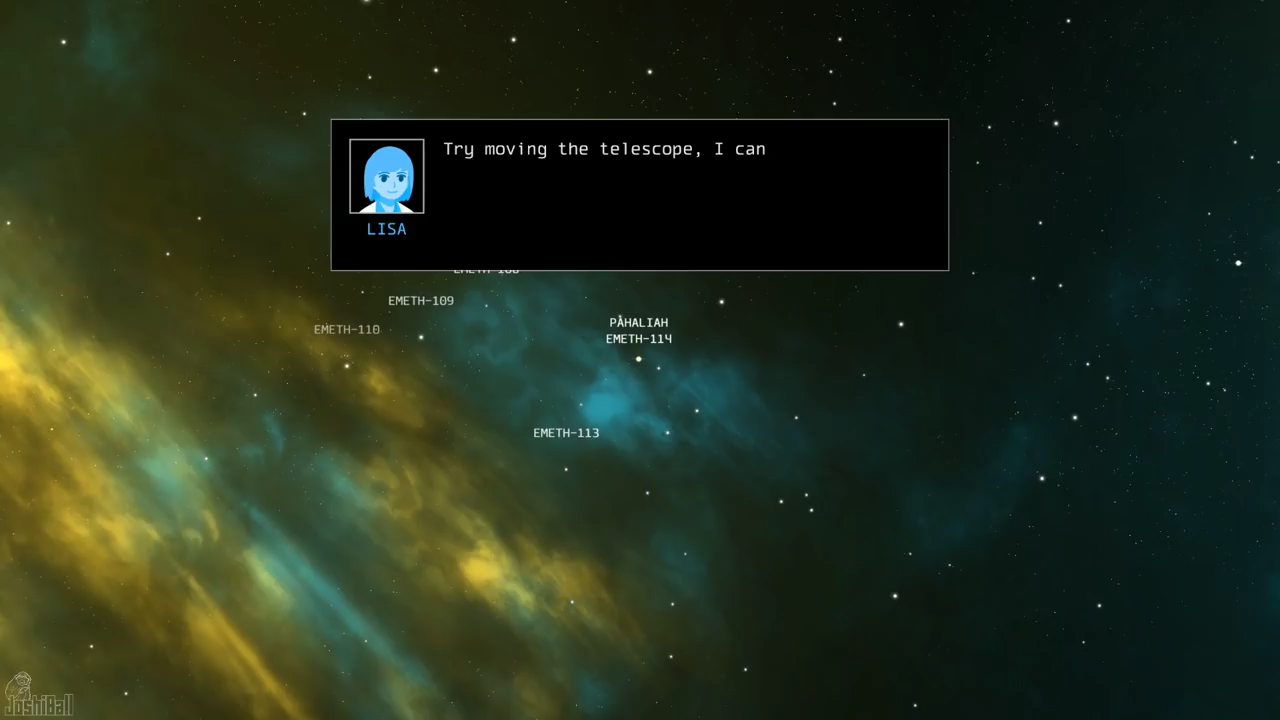 Try moving the telescope, I can
LISA
EMETH-109
EMETH-110
PÅHALIAH
EMETH-114
EMETH-113
JoshiBall